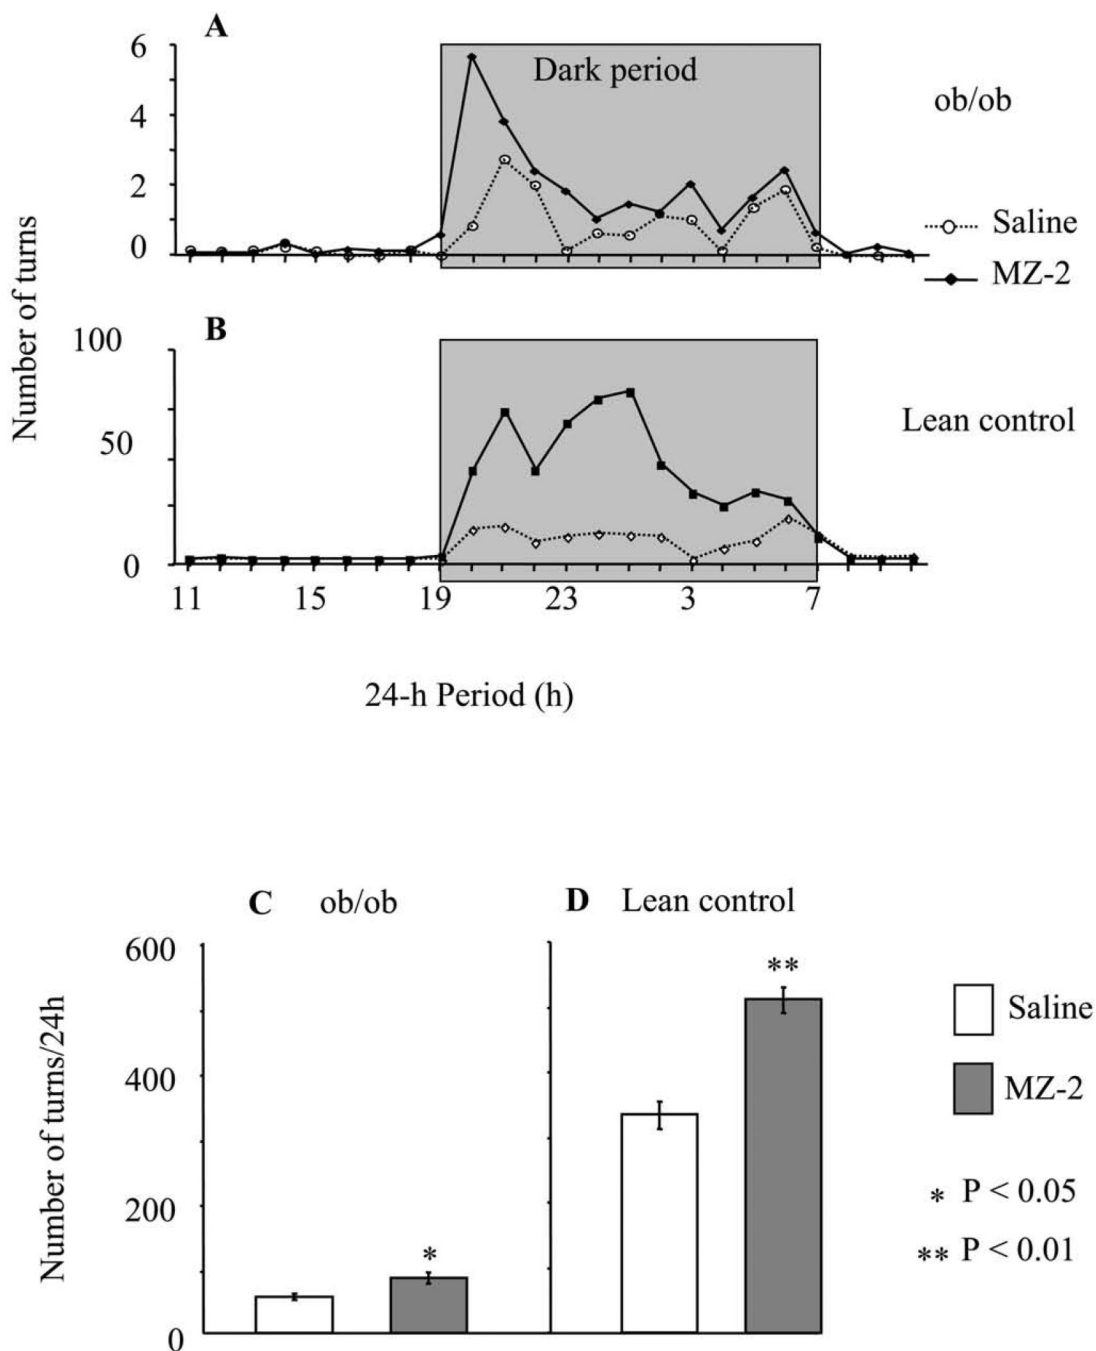 A
6
4
2
0
Dark period
ob/ob
Saline
MZ-2
Number of turns
B
100
50
0
Lean control
11 15 19 23 3 7
24-h Period (h)
C ob/ob
D Lean control
600
400
200
0
Number of turns/24h
*
**
Saline
MZ-2
* P < 0.05
** P < 0.01